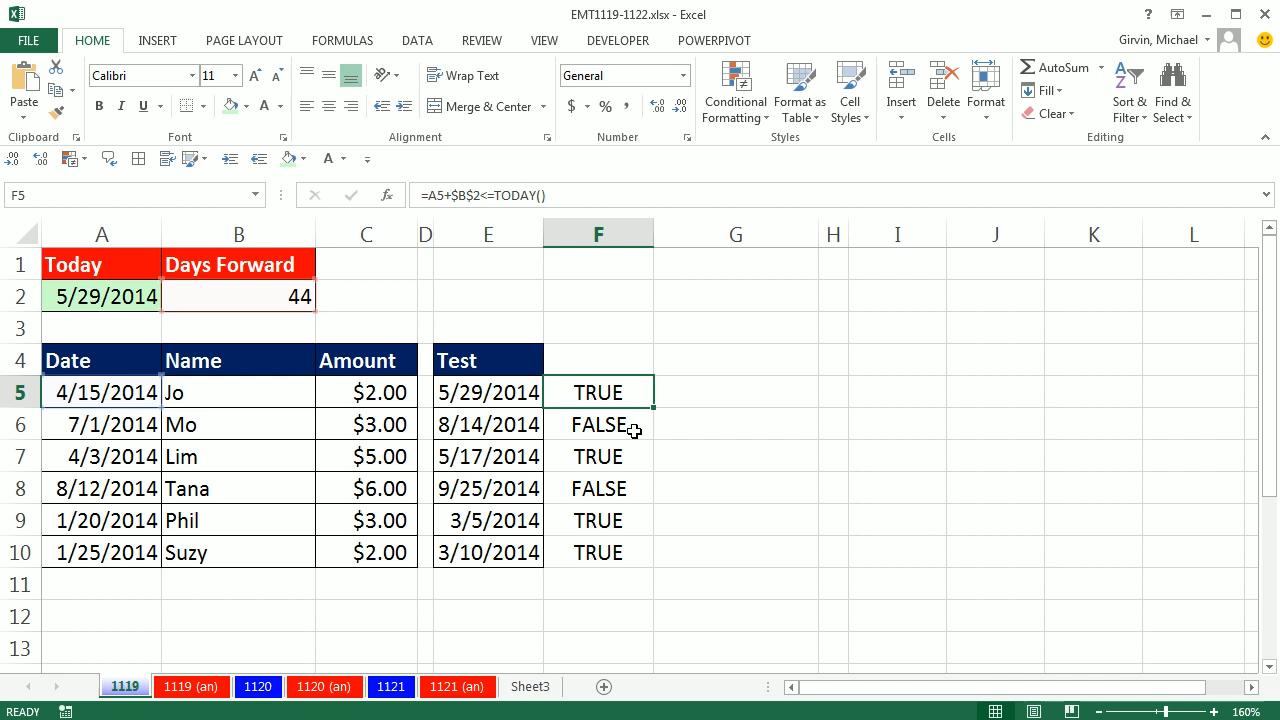 EMT1119-1122.xlsx - Excel
FILE HOME INSERT PAGE LAYOUT FORMULAS DATA REVIEW VIEW DEVELOPER POWERPIVOT Girvin, Michael
Calibri 11 Wrap Text General AutoSum
Paste Fill
B I U A Merge & Center $ % , Conditional Formatting Format as Table Cell Styles Insert Delete Format Clear Sort & Filter Find & Select
Clipboard Font Alignment Number Styles Cells Editing
F5 fx =A5+$B$2<=TODAY()
A B C D E F G H I J K L
1 Today Days Forward
2 5/29/2014 44
3
4 Date Name Amount Test
5 4/15/2014 Jo $2.00 5/29/2014 TRUE
6 7/1/2014 Mo $3.00 8/14/2014 FALSE
7 4/3/2014 Lim $5.00 5/17/2014 TRUE
8 8/12/2014 Tana $6.00 9/25/2014 FALSE
9 1/20/2014 Phil $3.00 3/5/2014 TRUE
10 1/25/2014 Suzy $2.00 3/10/2014 TRUE
11
12
13
1119 1119 (an) 1120 1120 (an) 1121 1121 (an) Sheet3
READY 160%